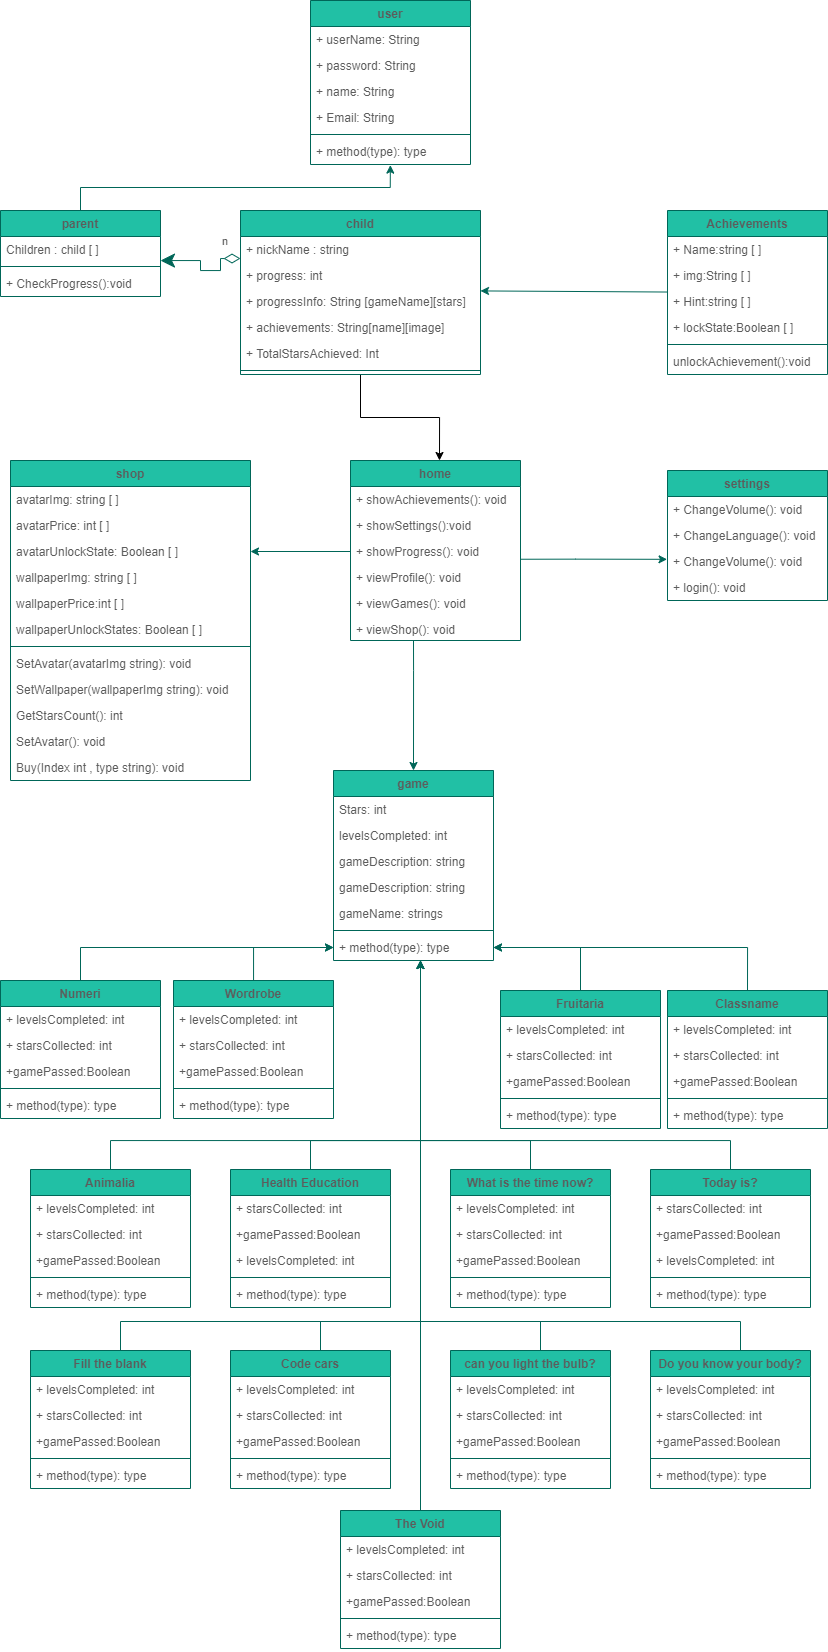 user
+ userName: String
+ password: String
+ name: String
+ Email: String
+ method(type): type
parent
Children : child [ ]
+ CheckProgress():void
n
child
+ nickName : string
+ progress: int
+ progressInfo: String [gameName][stars]
+ achievements: String[name][image]
+ TotalStarsAchieved: Int
Achievements
+ Name:string [ ]
+ img:String [ ]
+ Hint:string [ ]
+ lockState:Boolean [ ]
unlockAchievement():void
shop
avatarImg: string [ ]
avatarPrice: int [ ]
avatarUnlockState: Boolean [ ]
wallpaperImg: string [ ]
wallpaperPrice:int [ ]
wallpaperUnlockStates: Boolean [ ]
SetAvatar(avatarImg string): void
SetWallpaper(wallpaperImg string): void
GetStarsCount(): int
SetAvatar(): void
Buy(Index int , type string): void
home
+ showAchievements(): void
+ showSettings():void
+ showProgress(): void
+ viewProfile(): void
+ viewGames(): void
+ viewShop(): void
settings
+ ChangeVolume(): void
+ ChangeLanguage(): void
+ ChangeVolume(): void
+ login(): void
game
Stars: int
levelsCompleted: int
gameDescription: string
gameDescription: string
gameName: strings
+ method(type): type
Numeri
+ levelsCompleted: int
+ starsCollected: int
+gamePassed:Boolean
+ method(type): type
Wordrobe
+ levelsCompleted: int
+ starsCollected: int
+gamePassed:Boolean
+ method(type): type
Fruitaria
+ levelsCompleted: int
+ starsCollected: int
+gamePassed:Boolean
+ method(type): type
Classname
+ levelsCompleted: int
+ starsCollected: int
+gamePassed:Boolean
+ method(type): type
Animalia
+ levelsCompleted: int
+ starsCollected: int
+gamePassed:Boolean
+ method(type): type
Health Education
+ starsCollected: int
+gamePassed:Boolean
+ levelsCompleted: int
+ method(type): type
What is the time now?
+ levelsCompleted: int
+ starsCollected: int
+gamePassed:Boolean
+ method(type): type
Today is?
+ starsCollected: int
+gamePassed:Boolean
+ levelsCompleted: int
+ method(type): type
Fill the blank
+ levelsCompleted: int
+ starsCollected: int
+gamePassed:Boolean
+ method(type): type
Code cars
+ levelsCompleted: int
+ starsCollected: int
+gamePassed:Boolean
+ method(type): type
can you light the bulb?
+ levelsCompleted: int
+ starsCollected: int
+gamePassed:Boolean
+ method(type): type
Do you know your body?
+ levelsCompleted: int
+ starsCollected: int
+gamePassed:Boolean
+ method(type): type
The Void
+ levelsCompleted: int
+ starsCollected: int
+gamePassed:Boolean
+ method(type): type